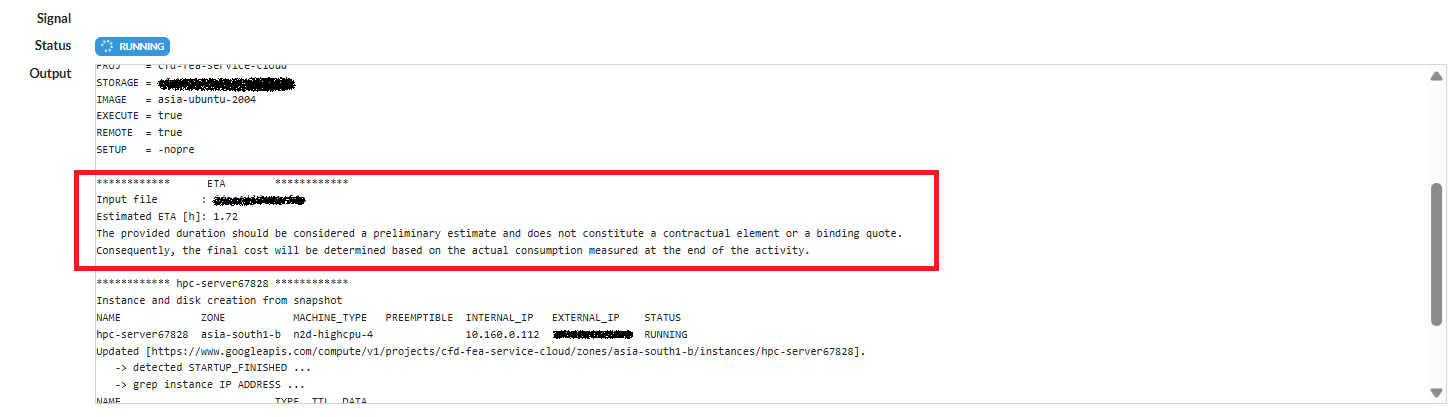 Signal
Status RUNNING
Output
PROJ = cfd-fea-service-cloud
STORAGE =
IMAGE = asia-ubuntu-2004
EXECUTE = true
REMOTE = true
SETUP = -nopre
************ ETA ************
Input file :
Estimated ETA [h]: 1.72
The provided duration should be considered a preliminary estimate and does not constitute a contractual element or a binding quote.
Consequently, the final cost will be determined based on the actual consumption measured at the end of the activity.
************ hpc-server67828 ************
Instance and disk creation from snapshot
NAME ZONE MACHINE_TYPE PREEMPTIBLE INTERNAL_IP EXTERNAL_IP STATUS
hpc-server67828 asia-south1-b n2d-highcpu-4 10.160.0.112 RUNNING
Updated [https://www.googleapis.com/compute/v1/projects/cfd-fea-service-cloud/zones/asia-south1-b/instances/hpc-server67828].
-> detected STARTUP_FINISHED ...
-> grep instance IP ADDRESS ...
NAME TYPE TTL DATA